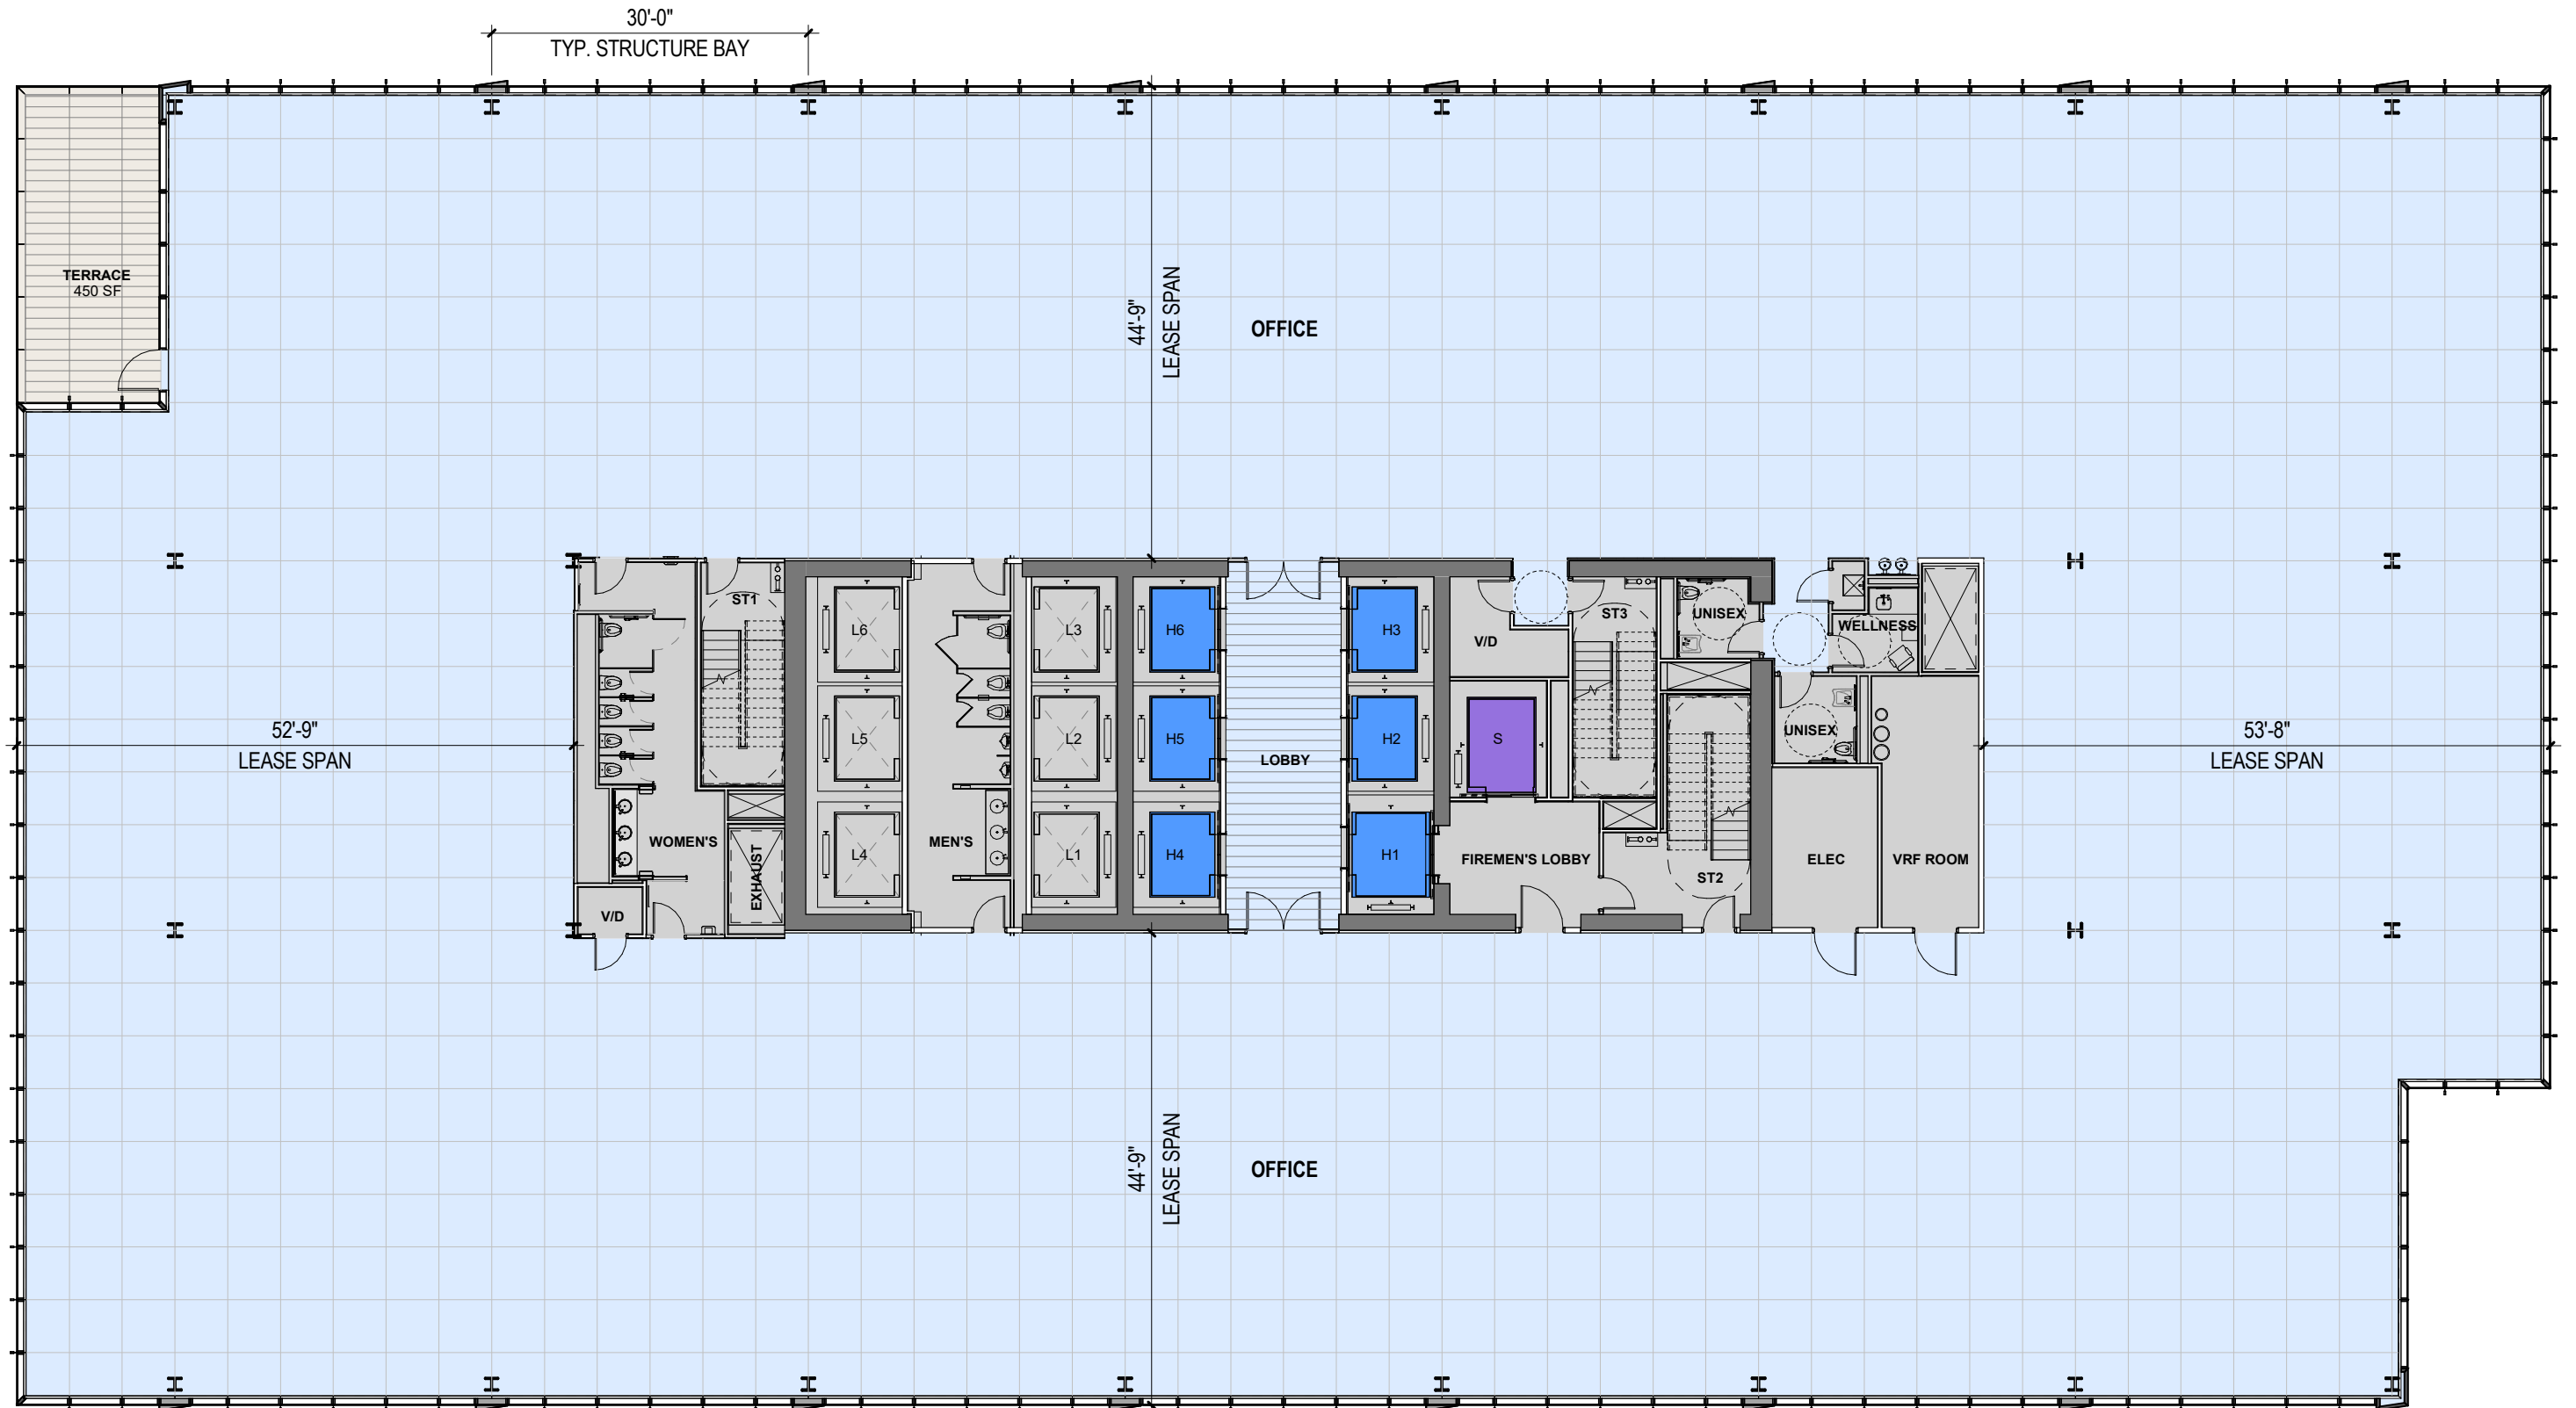 30'-0"
TYP. STRUCTURE BAY
TERRACE
450 SF
44'-9"
LEASE SPAN
OFFICE
ST1
L6
L3
H6
H3
V/D
ST3
UNISEX
WELLNESS
52'-9"
LEASE SPAN
L5
L2
H5
LOBBY
H2
S
UNISEX
53'-8"
LEASE SPAN
WOMEN'S
EXHAUST
L4
MEN'S
L1
H4
H1
FIREMEN'S LOBBY
ST2
ELEC
VRF ROOM
V/D
44'-9"
LEASE SPAN
OFFICE